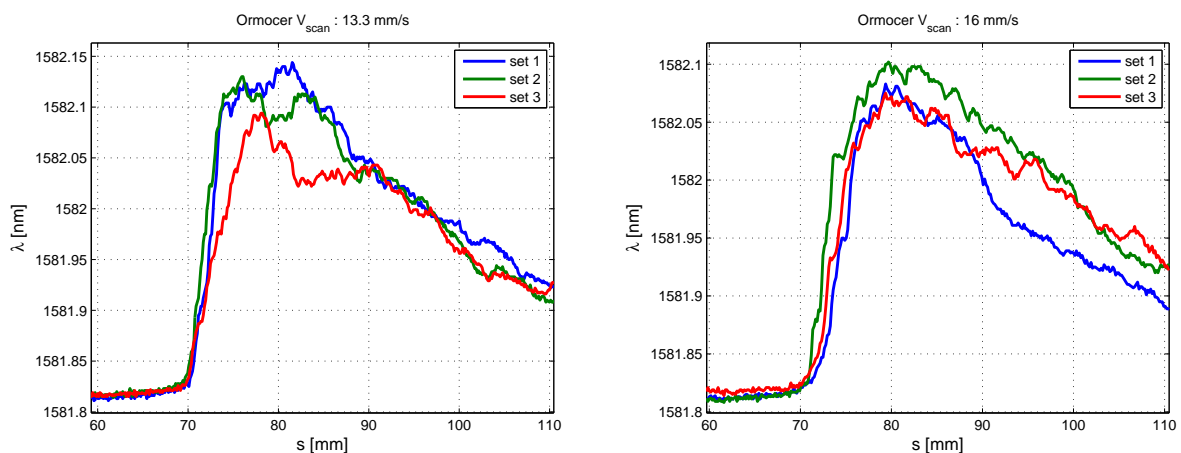 Ormocer V_scan : 13.3 mm/s
1582.15
1582.1
1582.05
1582
1581.95
1581.9
1581.85
1581.8
λ [nm]
60 70 80 90 100 110
s [mm]
set 1
set 2
set 3
Ormocer V_scan : 16 mm/s
1582.1
1582.05
1582
1581.95
1581.9
1581.85
1581.8
λ [nm]
60 70 80 90 100 110
s [mm]
set 1
set 2
set 3